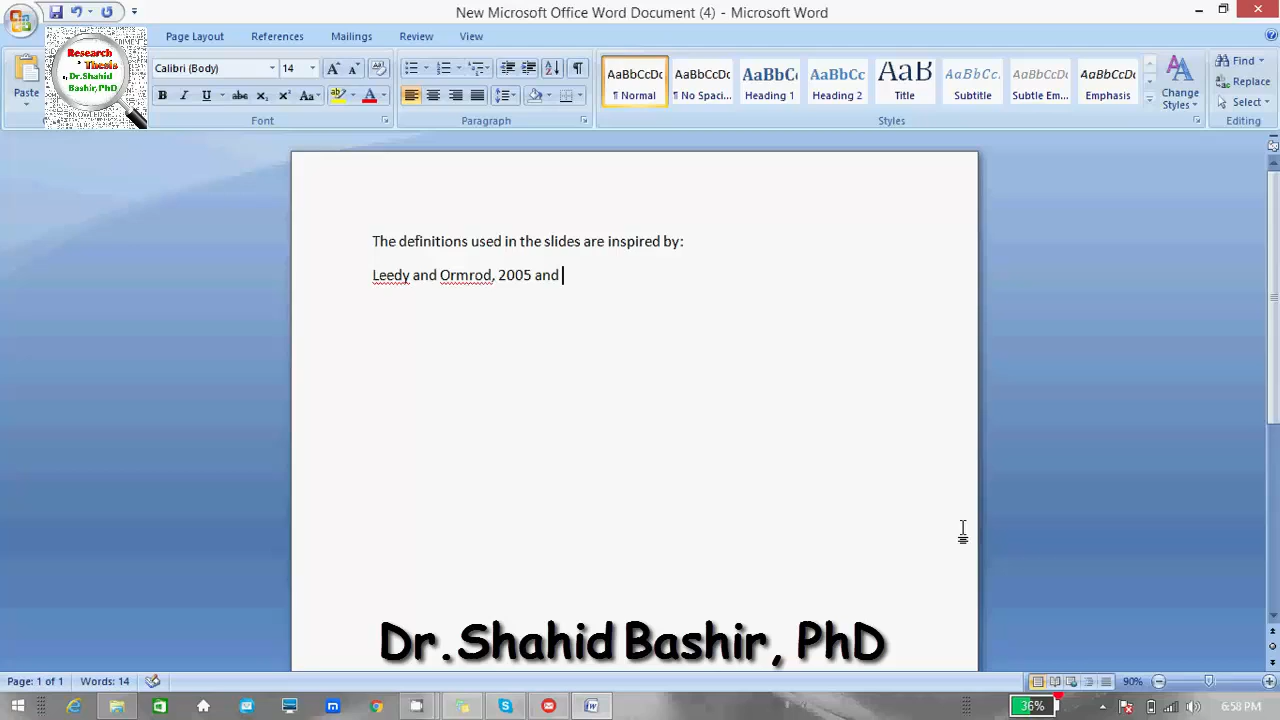 New Microsoft Office Word Document (4) - Microsoft Word
Page Layout
References
Mailings
Review
View
Research
Thesis
Dr.Shahid
Bashir, PhD
Paste
Calibri (Body)
14
Font
Paragraph
AaBbCcDc
¶ Normal
AaBbCcDc
¶ No Spaci...
AaBbC
Heading 1
AaBbCc
Heading 2
AaB
Title
AaBbCc.
Subtitle
AaBbCcDc
Subtle Em...
AaBbCcDc
Emphasis
Change
Styles
Styles
Find
Replace
Select
Editing
The definitions used in the slides are inspired by:
Leedy and Ormrod, 2005 and
Dr.Shahid Bashir, PhD
Page: 1 of 1
Words: 14
90%
36%
6:58 PM